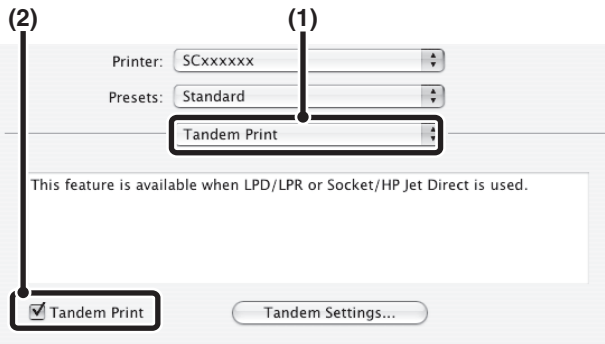 (2) (1)
Printer: SCxxxxxx
Presets: Standard
Tandem Print
This feature is available when LPD/LPR or Socket/HP Jet Direct is used.
Tandem Print Tandem Settings...